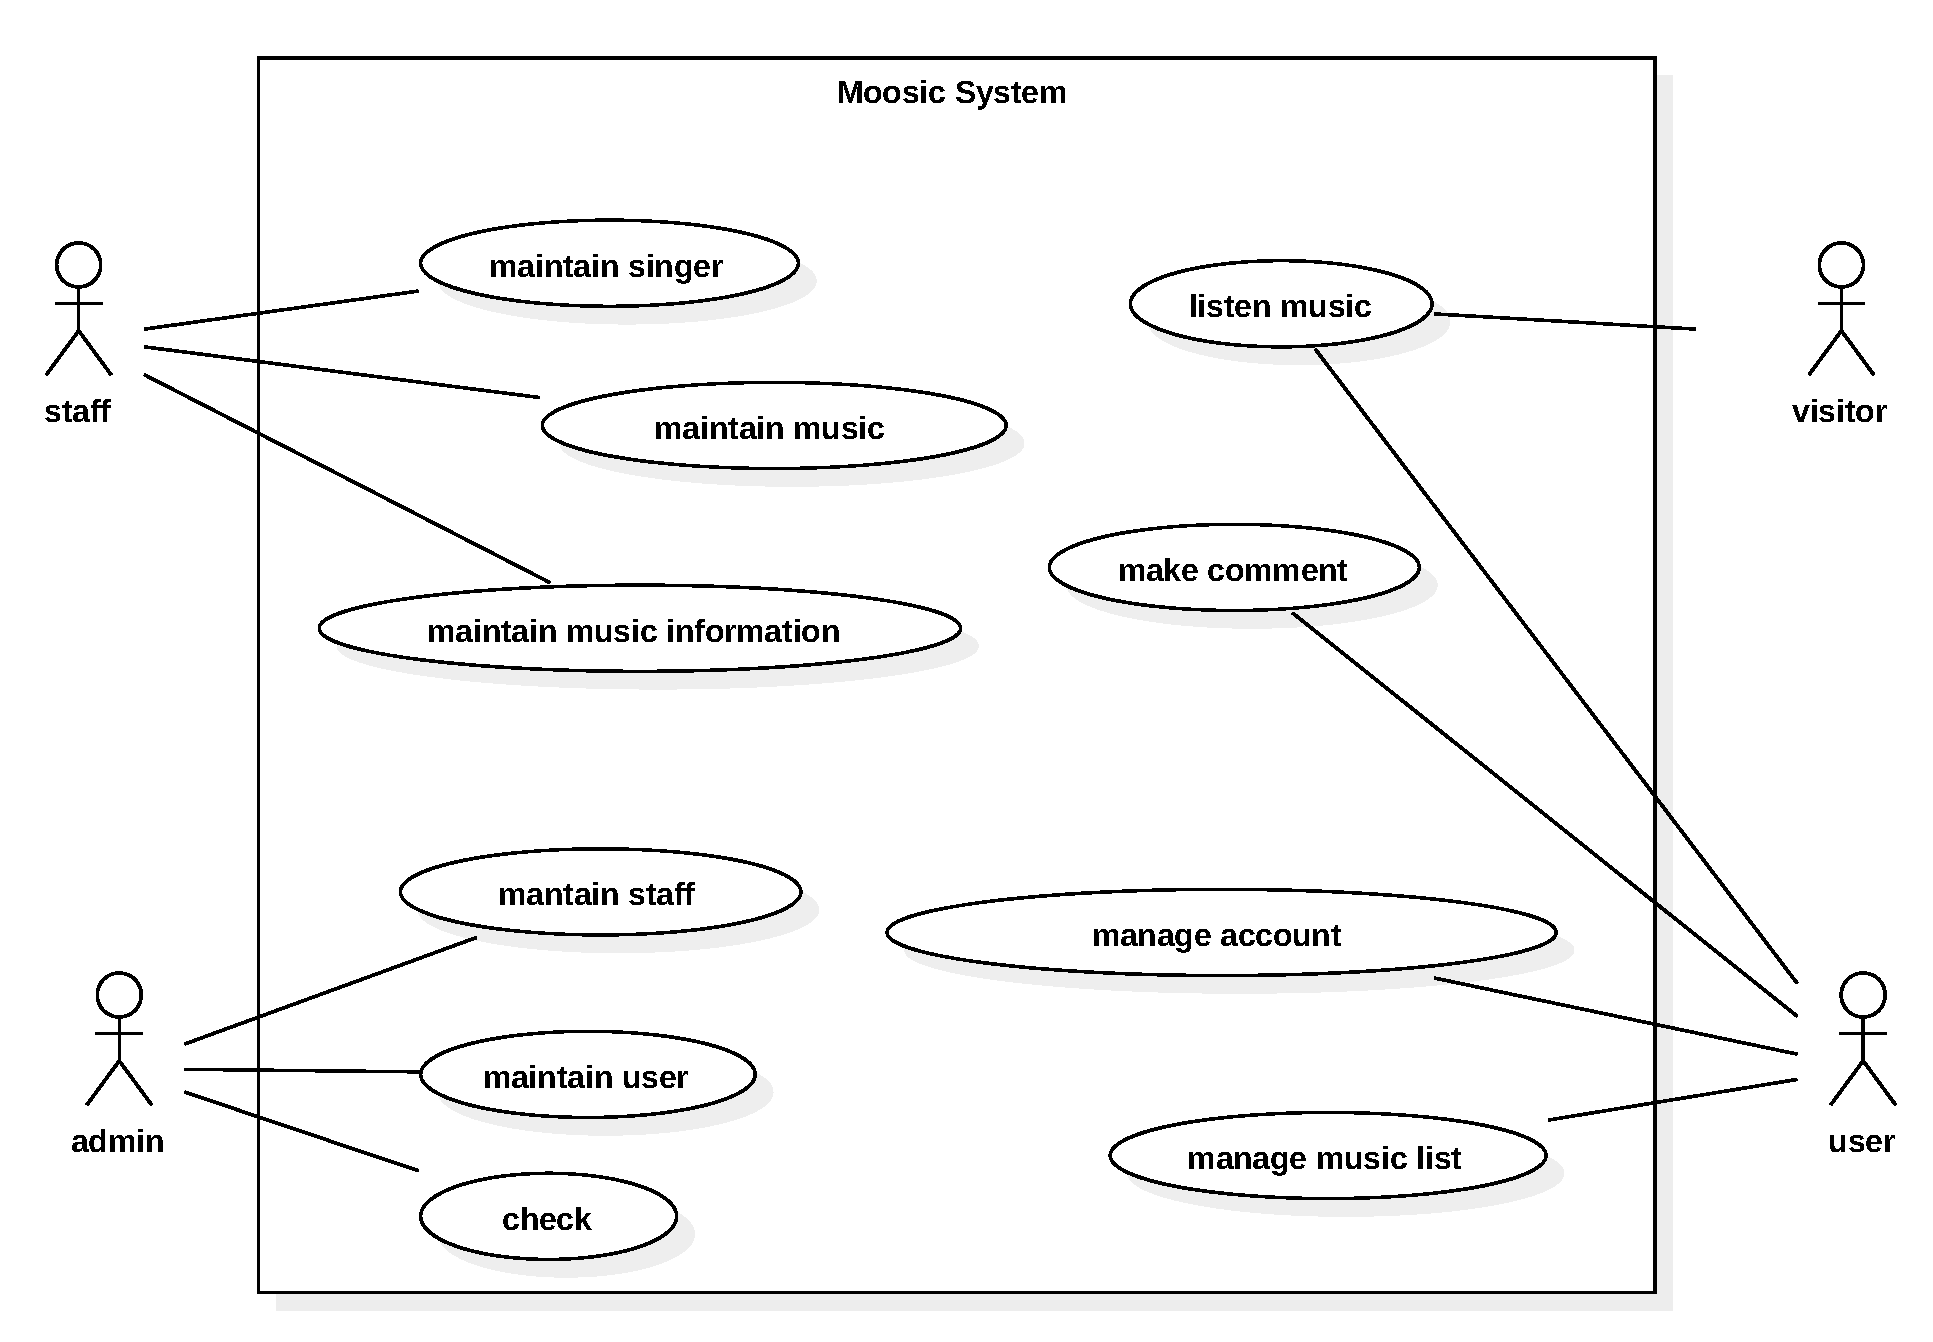 Moosic System
maintain singer
listen music
staff
visitor
maintain music
make comment
maintain music information
mantain staff
manage account
maintain user
admin
user
manage music list
check